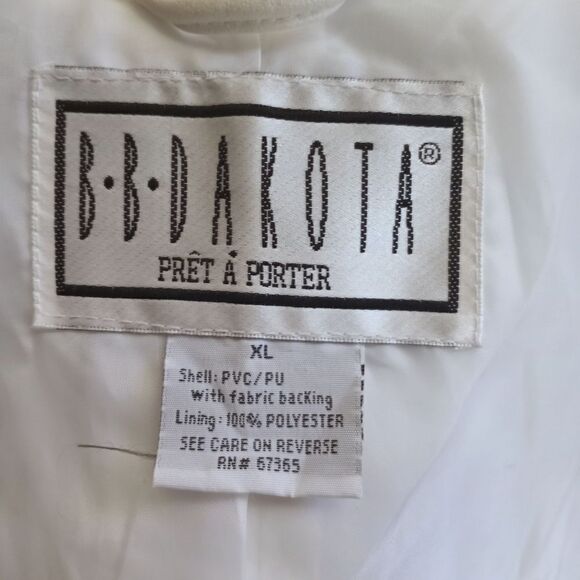 B·B·DAKOTA®
PRÊT À PORTER
XL
Shell: PVC/PU
With fabric backing
Lining: 100% POLYESTER
SEE CARE ON REVERSE
RN# 67365